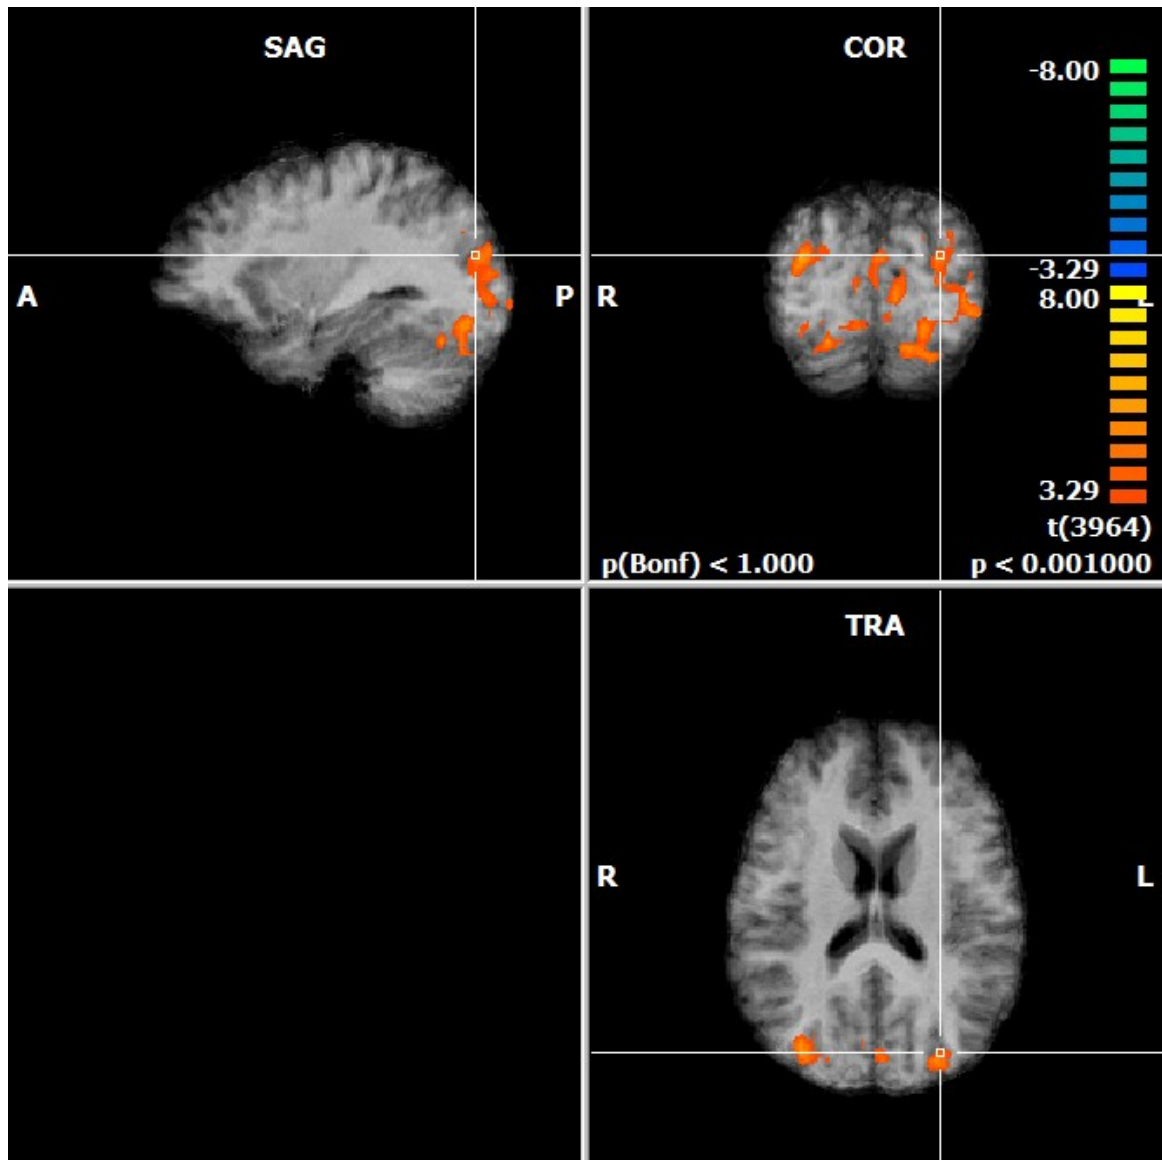 SAG
A
P
COR
-8.00
-3.29
8.00
R
L
3.29
t(3964)
p(Bonf) < 1.000
p < 0.001000
TRA
R
L